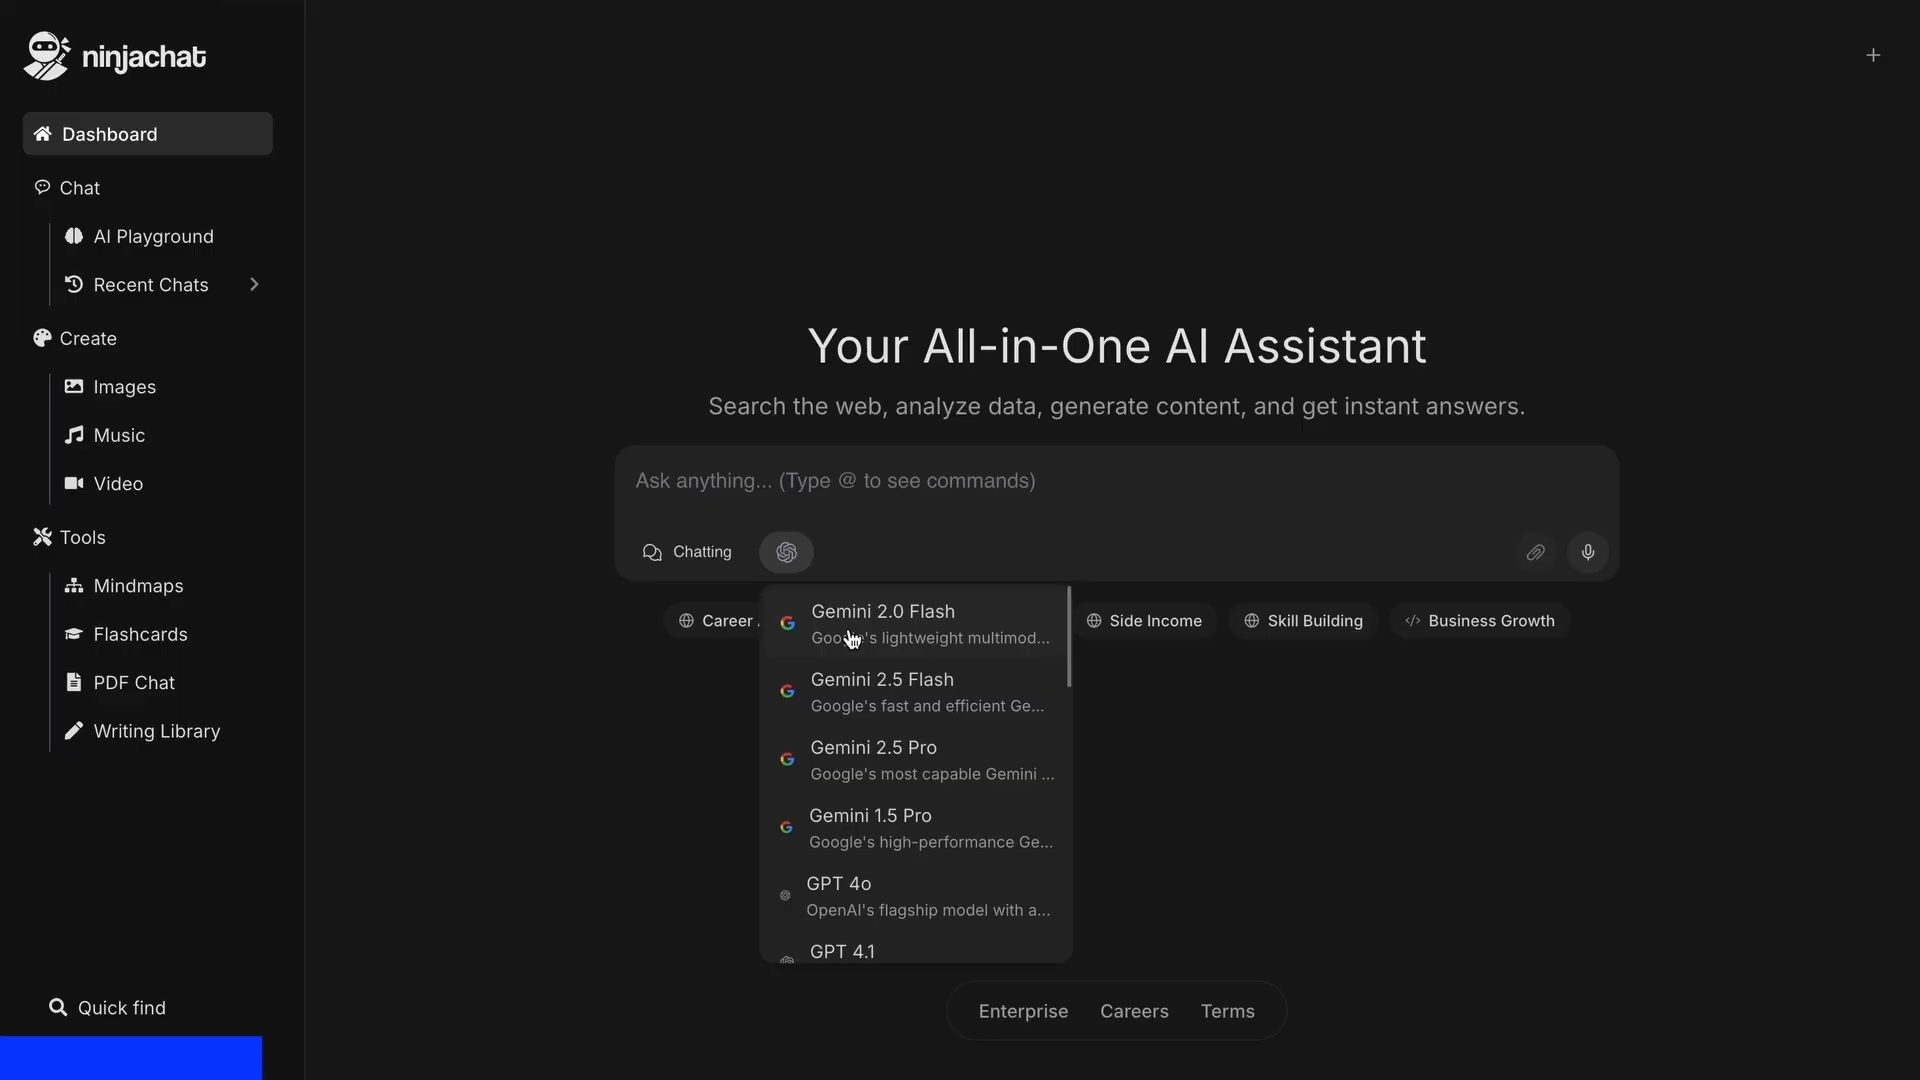 ninjachat
Dashboard
Chat
AI Playground
Recent Chats
Create
Images
Music
Video
Tools
Mindmaps
Flashcards
PDF Chat
Writing Library
Quick find
Your All-in-One AI Assistant
Search the web, analyze data, generate content, and get instant answers.
Ask anything... (Type @ to see commands)
Chatting
Career
Side Income
Skill Building
Business Growth
Gemini 2.0 Flash
lightweight multimod...
Gemini 2.5 Flash
Google's fast and efficient Ge...
Gemini 2.5 Pro
Google's most capable Gemini ...
Gemini 1.5 Pro
Google's high-performance Ge...
GPT 4o
OpenAI's flagship model with a...
GPT 4.1
Enterprise
Careers
Terms